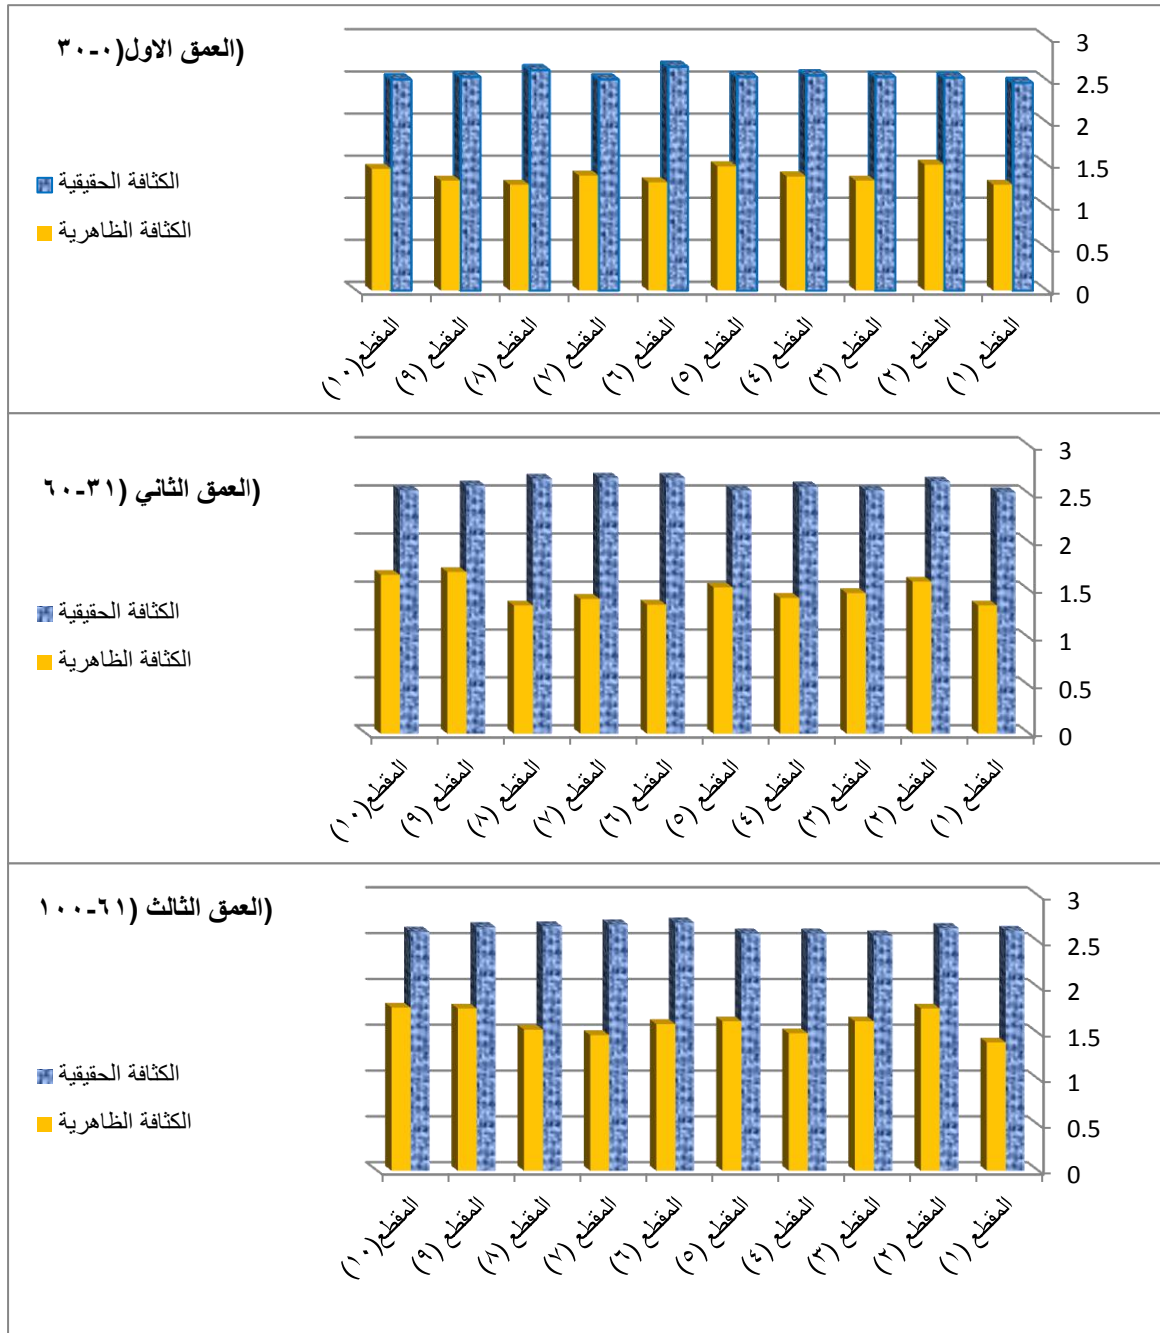 العمق الاول(٠-٣٠)
الكثافة الحقيقية
الكثافة الظاهرية
3
2.5
2
1.5
1
0.5
0
المقطع (١)
المقطع (٢)
المقطع (٣)
المقطع (٤)
المقطع (٥)
المقطع (٦)
المقطع (٧)
المقطع (٨)
المقطع (٩)
المقطع(١٠)
العمق الثاني (٣١-٦٠)
الكثافة الحقيقية
الكثافة الظاهرية
3
2.5
2
1.5
1
0.5
0
المقطع (١)
المقطع (٢)
المقطع (٣)
المقطع (٤)
المقطع (٥)
المقطع (٦)
المقطع (٧)
المقطع (٨)
المقطع (٩)
المقطع(١٠)
العمق الثالث (٦١-١٠٠)
الكثافة الحقيقية
الكثافة الظاهرية
3
2.5
2
1.5
1
0.5
0
المقطع (١)
المقطع (٢)
المقطع (٣)
المقطع (٤)
المقطع (٥)
المقطع (٦)
المقطع (٧)
المقطع (٨)
المقطع (٩)
المقطع(١٠)